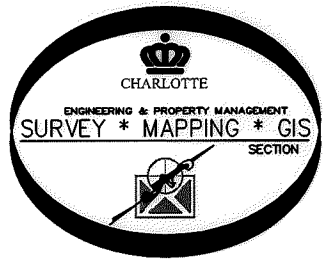 CHARLOTTE
ENGINEERING & PROPERTY MANAGEMENT
SURVEY * MAPPING * GIS
SECTION